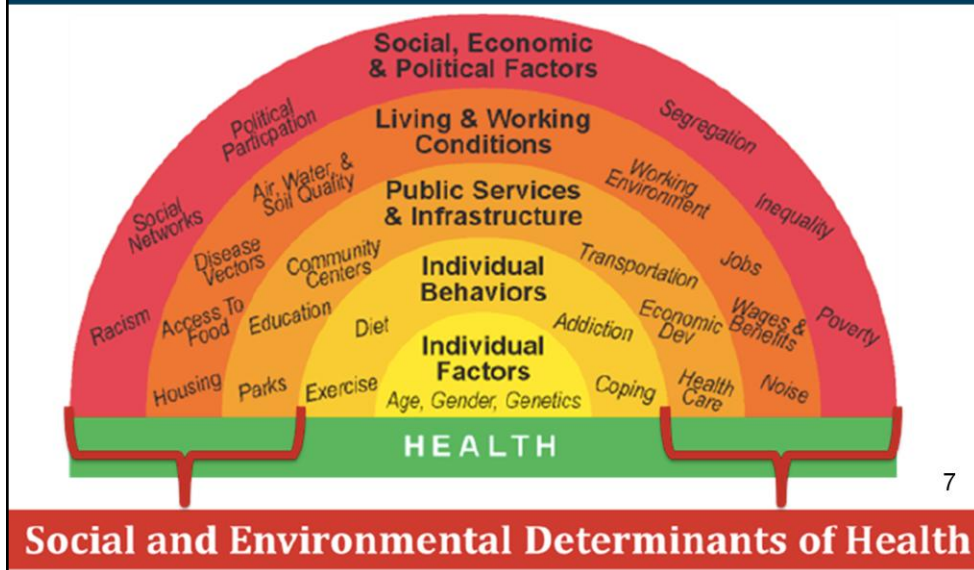 Social, Economic
& Political Factors
Political
Particpation
Segregation
Social
Networks
Inequality
Racism
Poverty
Living & Working
Conditions
Air, Water, &
Soil Quality
Working
Environment
Disease
Vectors
Jobs
Access To
Food
Wages &
Benefits
Housing
Noise
Public Services
& Infrastructure
Community
Centers
Transportation
Education
Economic
Dev
Parks
Health
Care
Individual
Behaviors
Diet
Addiction
Exercise
Coping
Individual
Factors
Age, Gender, Genetics
HEALTH
7
Social and Environmental Determinants of Health